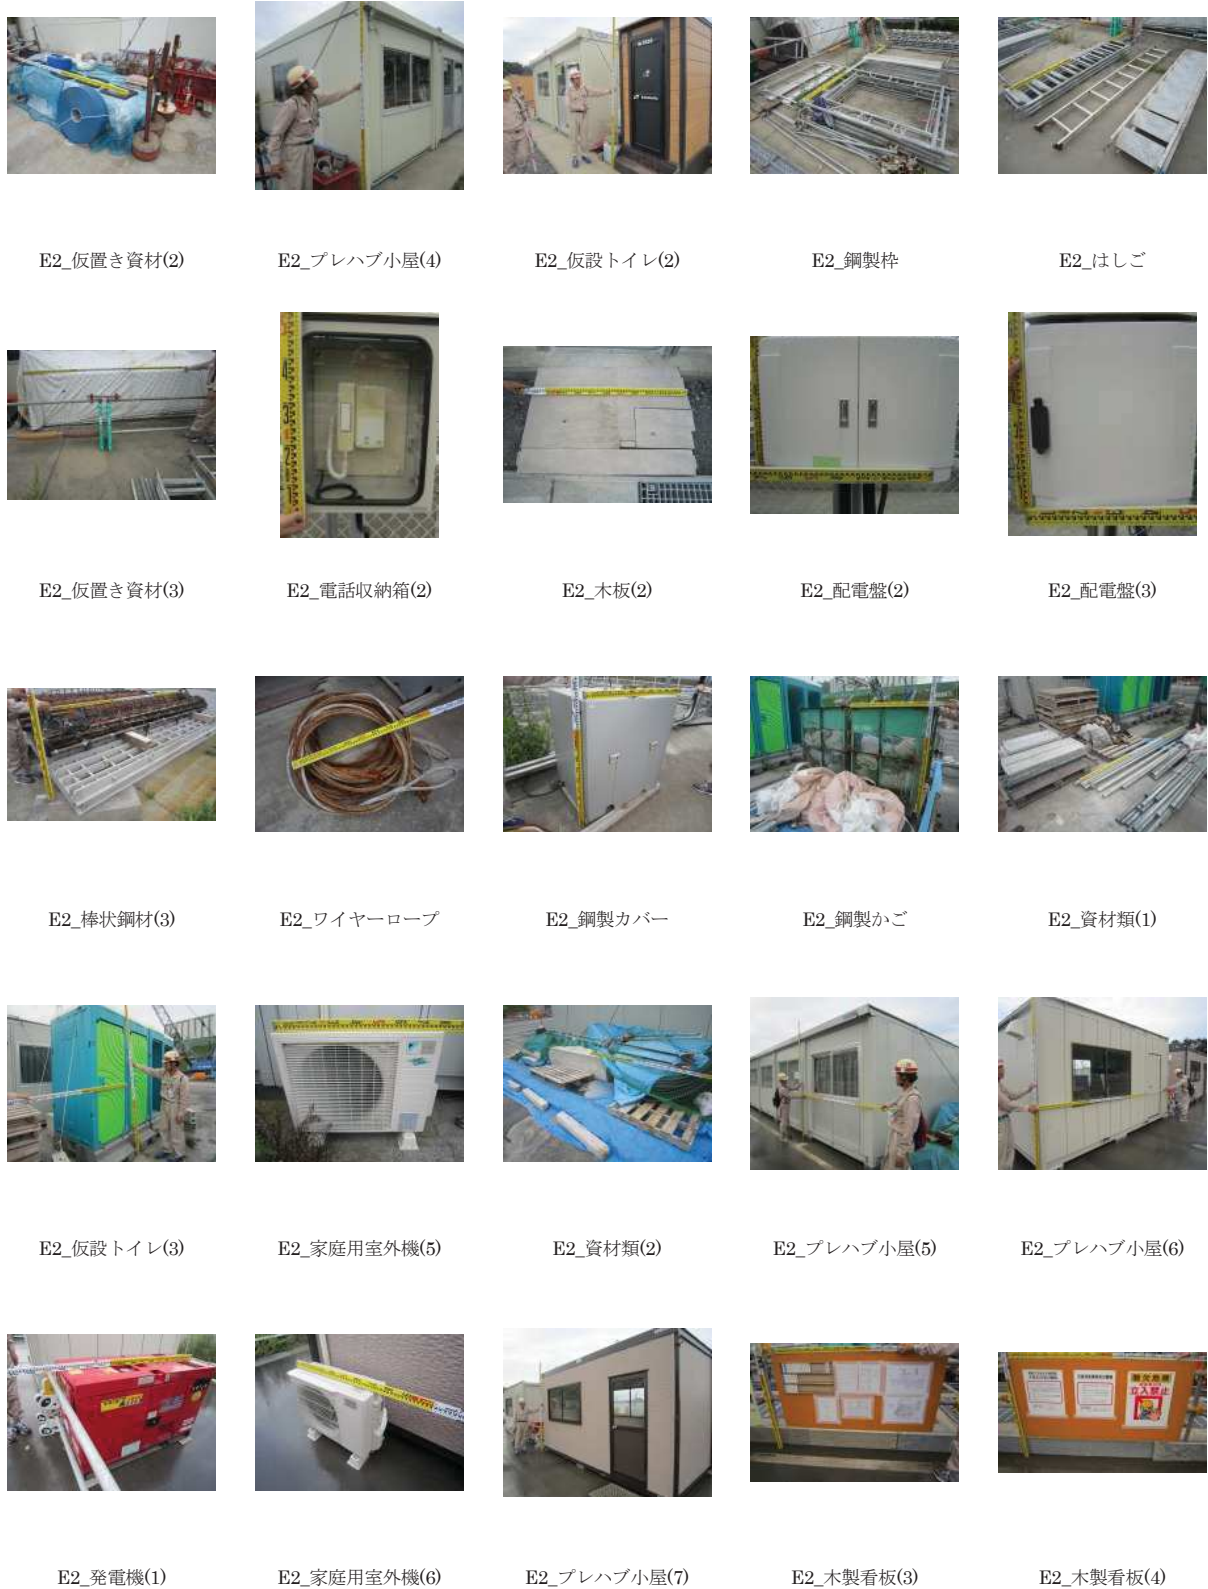 E2_仮置き資材(2)
E2_プレハブ小屋(4)
E2_仮設トイレ(2)
E2_鋼製枠
E2_はしご
E2_仮置き資材(3)
E2_電話収納箱(2)
E2_木板(2)
E2_配電盤(2)
E2_配電盤(3)
E2_棒状鋼材(3)
E2_ワイヤーロープ
E2_鋼製カバー
E2_鋼製かご
E2_資材類(1)
E2_仮設トイレ(3)
E2_家庭用室外機(5)
E2_資材類(2)
E2_プレハブ小屋(5)
E2_プレハブ小屋(6)
酸欠危険
立入禁止
E2_発電機(1)
E2_家庭用室外機(6)
E2_プレハブ小屋(7)
E2_木製看板(3)
E2_木製看板(4)